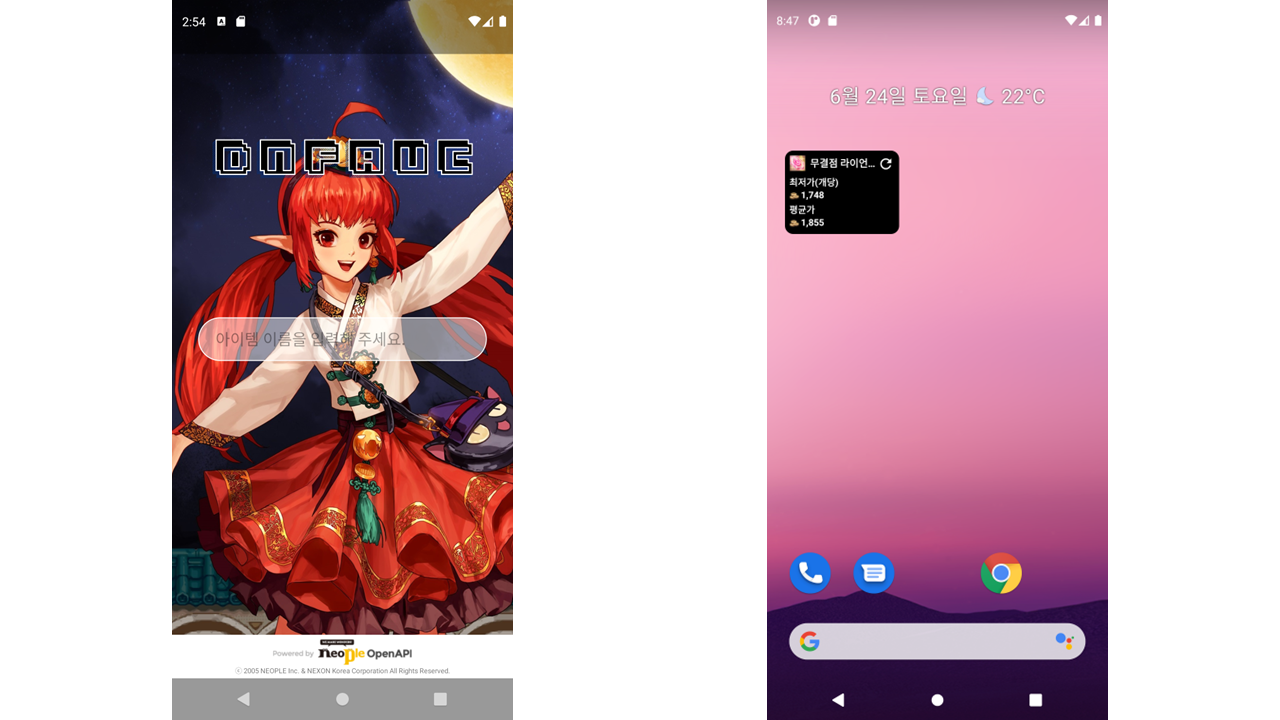 2:54
DNFAUC
아이템 이름을 입력해 주세요.
Powered by Neople OpenAPI
ⓒ 2005 NEOPLE Inc. & NEXON Korea Corporation All Rights Reserved.
8:47
6월 24일 토요일 22°C
무결점 라이언...
최저가(개당)
1,748
평균가
1,855